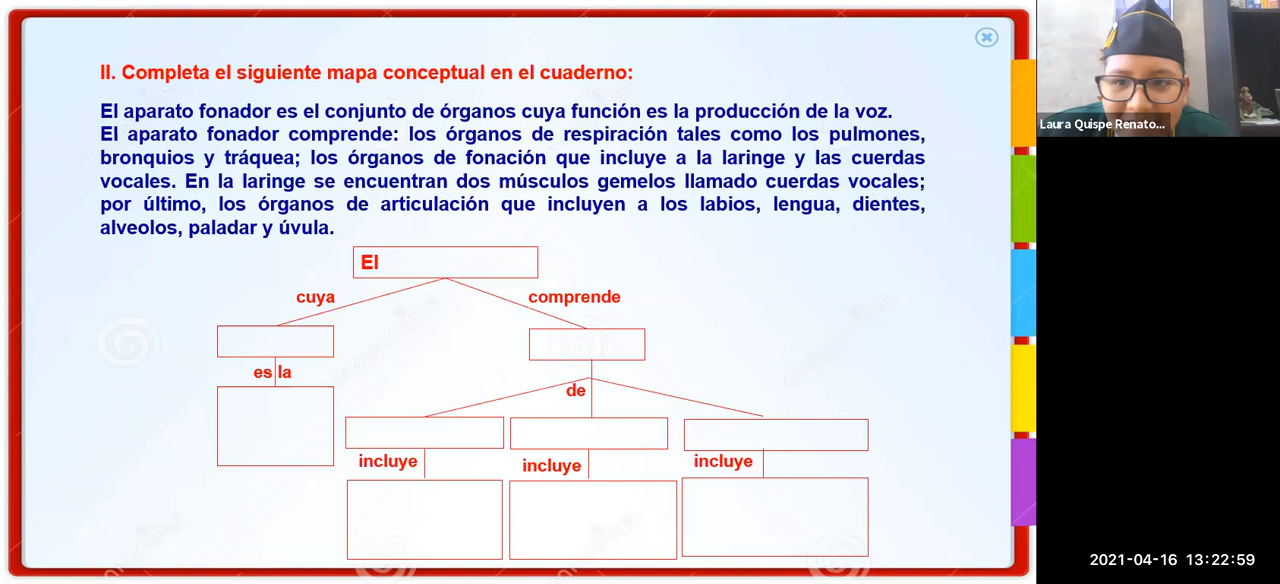 II. Completa el siguiente mapa conceptual en el cuaderno:
El aparato fonador es el conjunto de órganos cuya función es la producción de la voz.
El aparato fonador comprende: los órganos de respiración tales como los pulmones,
bronquios y tráquea; los órganos de fonación que incluye a la laringe y las cuerdas
vocales. En la laringe se encuentran dos músculos gemelos llamado cuerdas vocales;
por último, los órganos de articulación que incluyen a los labios, lengua, dientes,
alveolos, paladar y úvula.
El
cuya
comprende
es la
de
incluye
incluye
incluye
Laura Quispe Renato...
2021-04-16 13:22:59